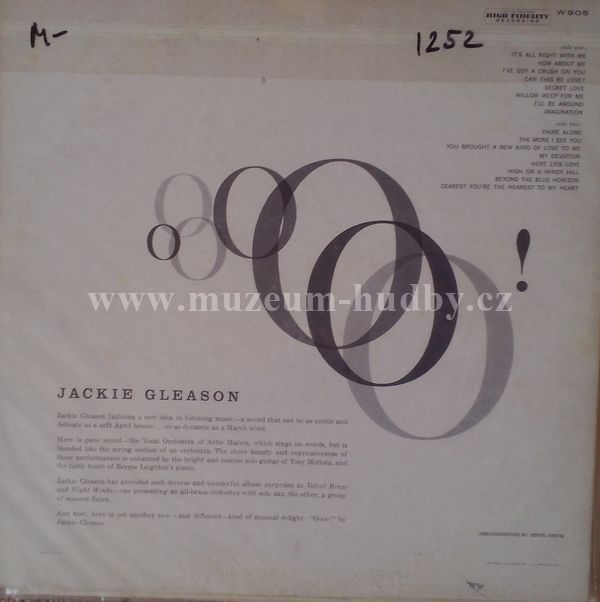 M-
1252
HIGH FIDELITY
RECORDING
W905
side one:
IT'S ALL RIGHT WITH ME
HOW ABOUT ME
I'VE GOT A CRUSH ON YOU
CAN THIS BE LOVE?
SECRET LOVE
WILLOW WEEP FOR ME
I'LL BE AROUND
IMAGINATION
side two:
THINE ALONE
THE MORE I SEE YOU
YOU BROUGHT A NEW KIND OF LOVE TO ME
MY DEVOTION
HERE LIES LOVE
HIGH ON A WINDY HILL
BEYOND THE BLUE HORIZON
DEAREST YOU'RE THE NEAREST TO MY HEART
OOOOOOO!
www.muzeum-hudby.cz
JACKIE GLEASON
Jackie Gleason fashions a new idea in listening music—a sound that can be as subtle and
delicate as a soft April breeze . . . or as dynamic as a March wind.
Here is pure sound—the Vocal Orchestra of Artie Malvin, which sings no words, but is
blended like the string section of an orchestra. The sheer beauty and expressiveness of
these performances is enhanced by the bright and concise solo guitar of Tony Mottola, and
the tasty touch of Bernie Leighton's piano.
Jackie Gleason has provided such diverse and wonderful album surprises as Velvet Brass
and Night Winds—one presenting an all-brass orchestra with solo sax, the other, a group
of massed flutes.
And now, here is yet another new—and different—kind of musical delight: "Oooo!" by
Jackie Gleason.
ARRANGEMENTS BY STEVE